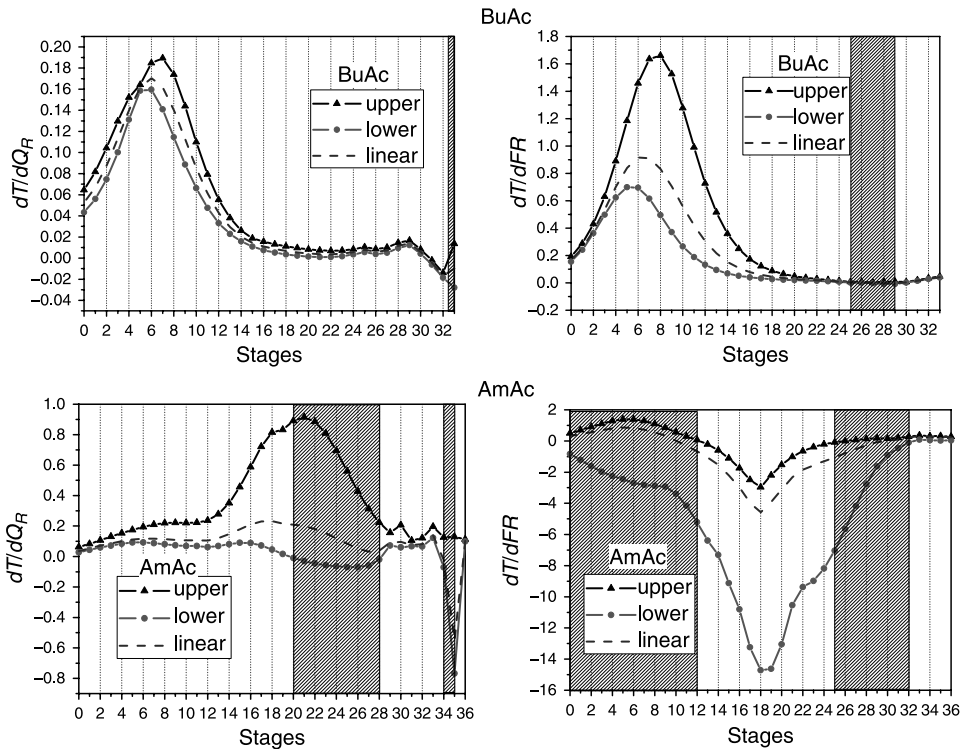 BuAc
dT/dQR
0.20
0.18
0.16
0.14
0.12
0.10
0.08
0.06
0.04
0.02
0.00
−0.02
−0.04
BuAc
upper
lower
linear
0 2 4 6 8 10 12 14 16 18 20 22 24 26 28 30 32
Stages
dT/dFR
1.8
1.6
1.4
1.2
1.0
0.8
0.6
0.4
0.2
0.0
−0.2
BuAc
upper
lower
linear
0 2 4 6 8 10 12 14 16 18 20 22 24 26 28 30 32
Stages
AmAc
dT/dQR
1.0
0.8
0.6
0.4
0.2
0.0
−0.2
−0.4
−0.6
−0.8
AmAc
upper
lower
linear
0 2 4 6 8 10 12 14 16 18 20 22 24 26 28 30 32 34 36
Stages
dT/dFR
2
0
−2
−4
−6
−8
−10
−12
−14
−16
AmAc
upper
lower
linear
0 2 4 6 8 10 12 14 16 18 20 22 24 26 28 30 32 34 36
Stages